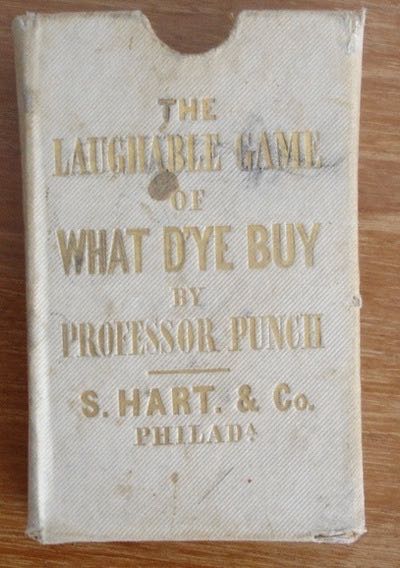 THE
LAUGHABLE GAME
OF
WHAT D'YE BUY
BY
PROFESSOR PUNCH
S. HART. & Co.
PHILADA.